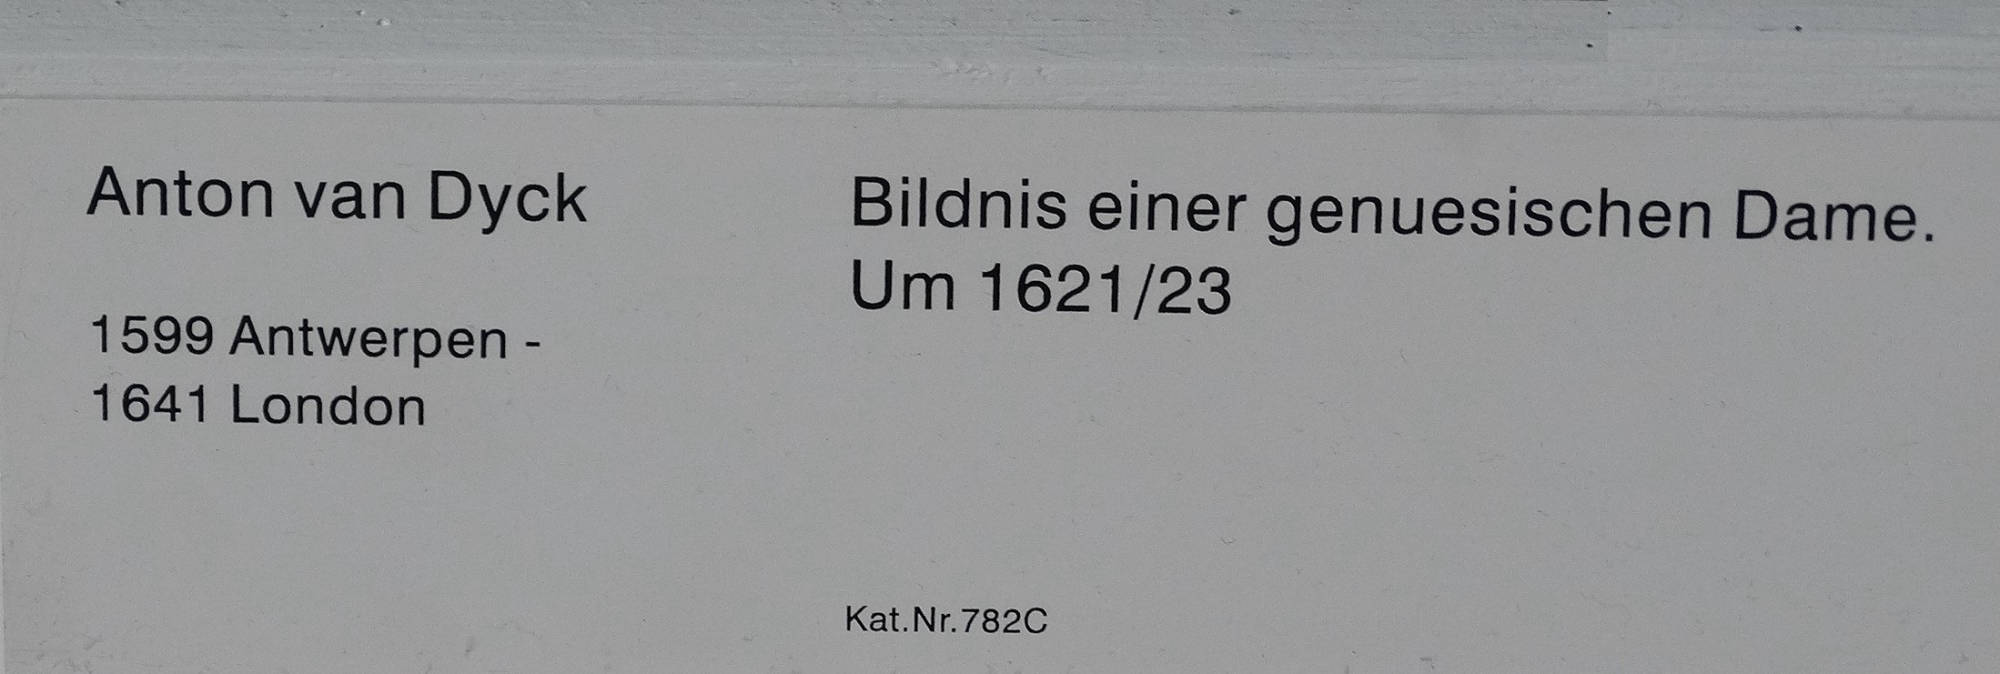 Anton van Dyck
1599 Antwerpen -
1641 London
Bildnis einer genuesischen Dame.
Um 1621/23
Kat.Nr.782C